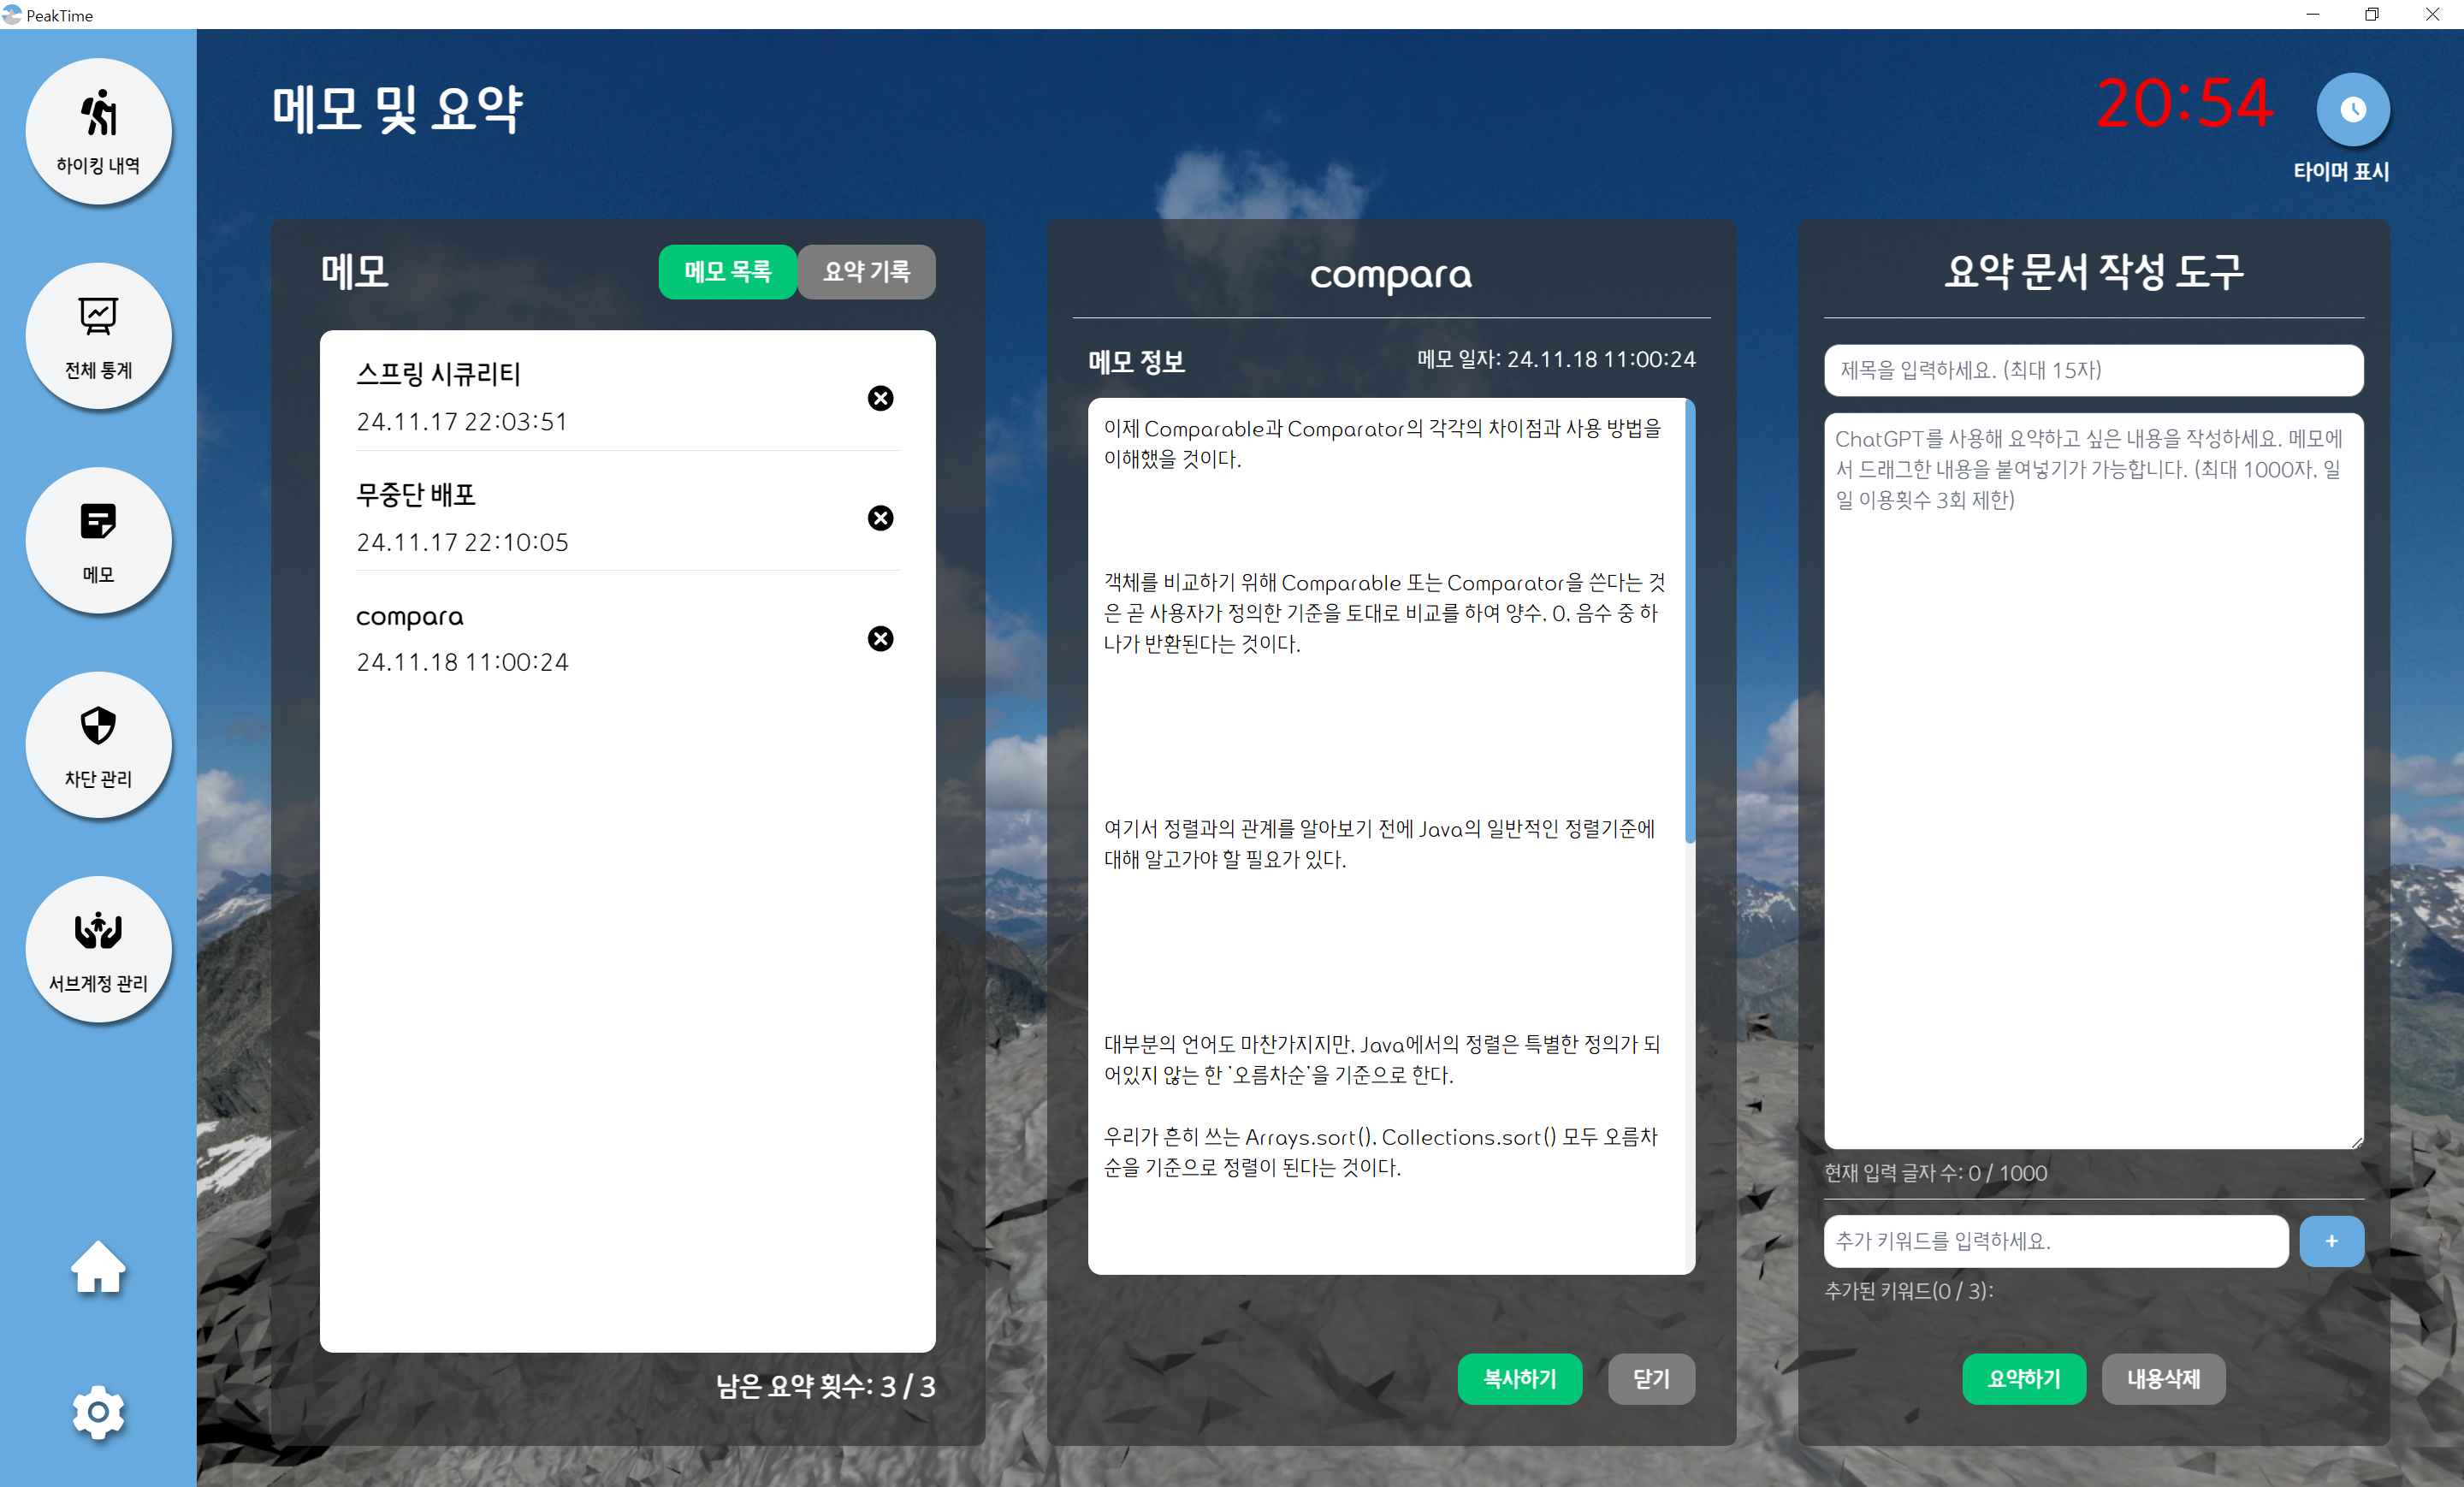 PeakTime
하이킹 내역
전체 통계
메모
차단 관리
서브계정 관리
메모 및 요약
20:54
타이머 표시
메모
메모 목록
요약 기록
스프링 시큐리티
24.11.17 22:03:51
무중단 배포
24.11.17 22:10:05
compara
24.11.18 11:00:24
남은 요약 횟수: 3 / 3
compara
메모 정보
메모 일자: 24.11.18 11:00:24
이제 Comparable과 Comparator의 각각의 차이점과 사용 방법을
이해했을 것이다.
객체를 비교하기 위해 Comparable 또는 Comparator을 쓴다는 것
은 곧 사용자가 정의한 기준을 토대로 비교를 하여 양수, 0, 음수 중 하
나가 반환된다는 것이다.
여기서 정렬과의 관계를 알아보기 전에 Java의 일반적인 정렬기준에
대해 알고가야 할 필요가 있다.
대부분의 언어도 마찬가지지만, Java에서의 정렬은 특별한 정의가 되
어있지 않는 한 '오름차순'을 기준으로 한다.
우리가 흔히 쓰는 Arrays.sort(), Collections.sort() 모두 오름차
순을 기준으로 정렬이 된다는 것이다.
복사하기
닫기
요약 문서 작성 도구
제목을 입력하세요. (최대 15자)
ChatGPT를 사용해 요약하고 싶은 내용을 작성하세요. 메모에
서 드래그한 내용을 붙여넣기가 가능합니다. (최대 1000자, 일
일 이용횟수 3회 제한)
현재 입력 글자 수: 0 / 1000
추가 키워드를 입력하세요.
+
추가된 키워드(0 / 3):
요약하기
내용삭제